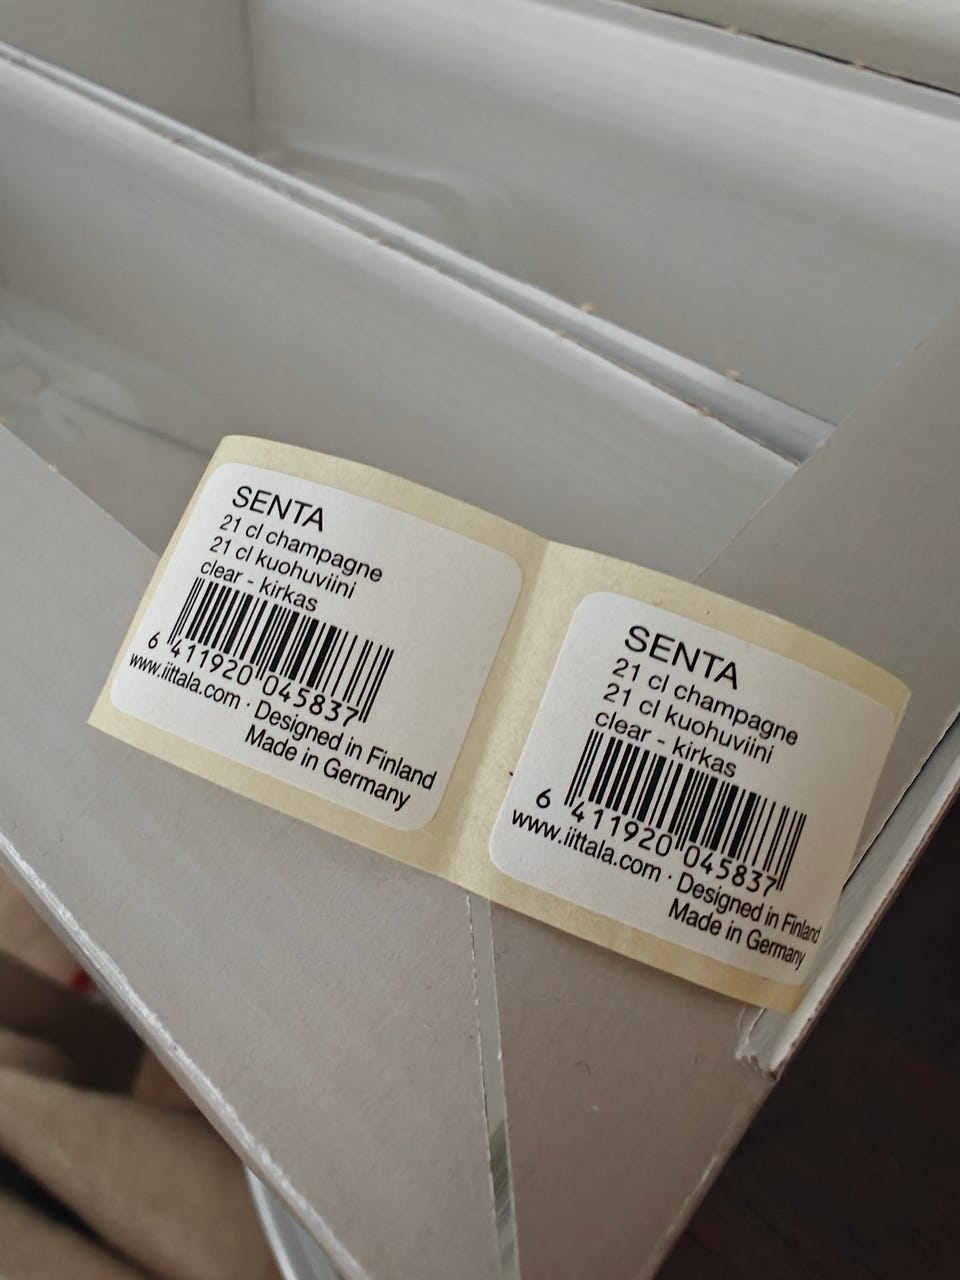 SENTA
21 cl champagne
21 cl kuohuviini
clear - kirkas
6 411920 045837
www.iittala.com · Designed in Finland
Made in Germany
SENTA
21 cl champagne
21 cl kuohuviini
clear - kirkas
6 411920 045837
www.iittala.com · Designed in Finland
Made in Germany